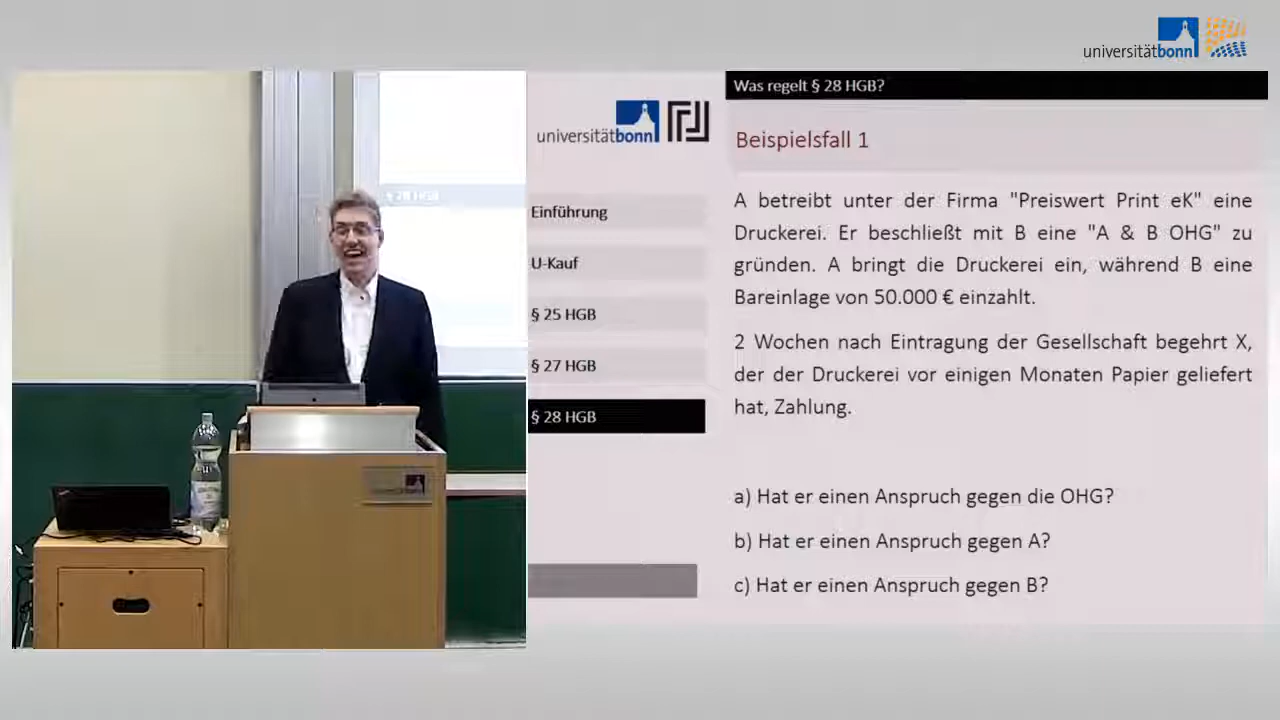 universitätbonn
Was regelt § 28 HGB?
universitätbonn
Beispielsfall 1
Einführung
U-Kauf
§ 25 HGB
§ 27 HGB
§ 28 HGB
A betreibt unter der Firma "Preiswert Print eK" eine
Druckerei. Er beschließt mit B eine "A & B OHG" zu
gründen. A bringt die Druckerei ein, während B eine
Bareinlage von 50.000 € einzahlt.
2 Wochen nach Eintragung der Gesellschaft begehrt X,
der der Druckerei vor einigen Monaten Papier geliefert
hat, Zahlung.
a) Hat er einen Anspruch gegen die OHG?
b) Hat er einen Anspruch gegen A?
c) Hat er einen Anspruch gegen B?
§ 28 HGB